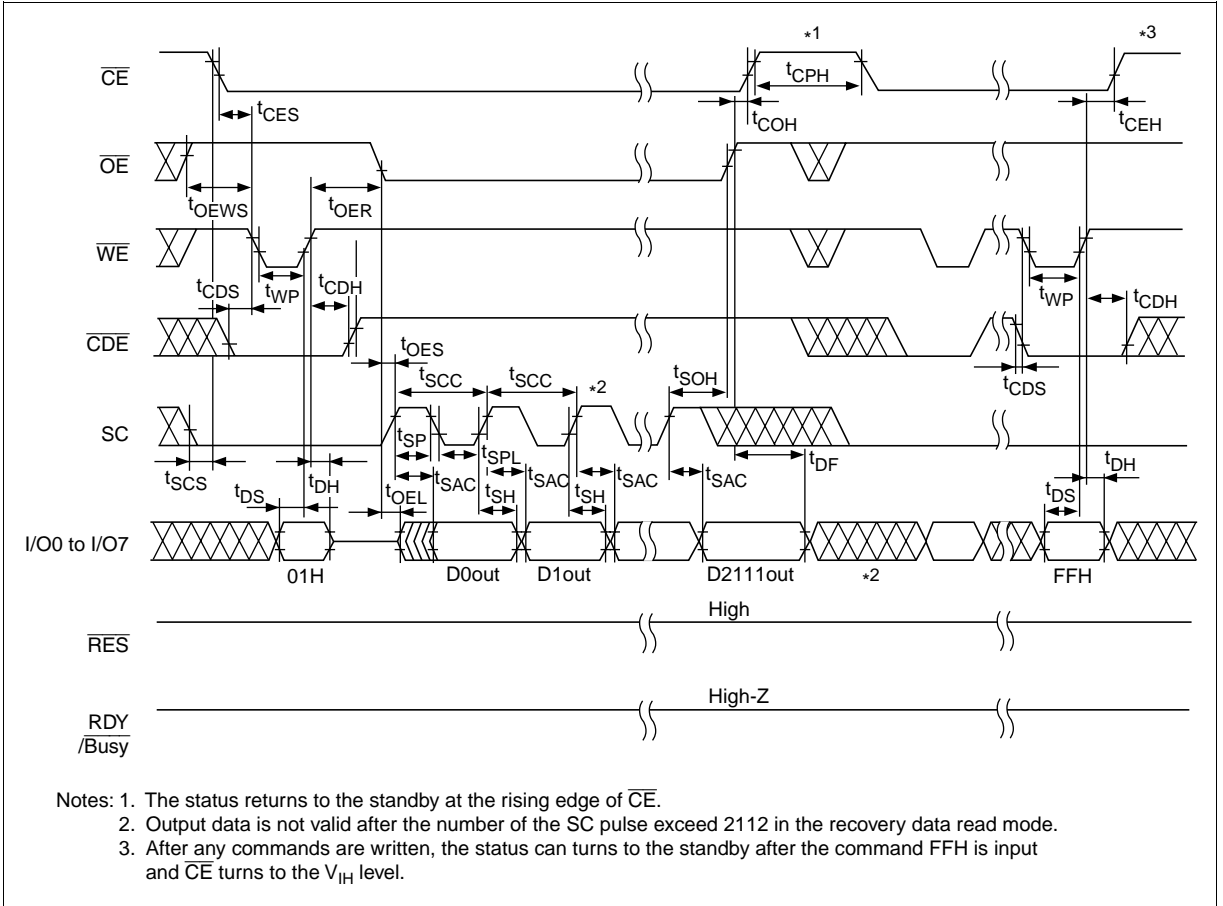 *1
*3
CE
tCPH
tCES
tCOH
tCEH
OE
tOEWS
tOER
WE
tCDS
tWP
tCDH
tWP
tCDH
CDE
tOES
tSCC
tSCC
*2
tSOH
tCDS
SC
tSP
tSPL
tDF
tSCS
tDS
tDH
tOEL
tSAC
tSH
tSAC
tSH
tSAC
tSAC
tDS
tDH
I/O0 to I/O7
01H
D0out
D1out
D2111out
*2
FFH
High
RES
High-Z
RDY
/Busy
Notes: 1. The status returns to the standby at the rising edge of CE.
2. Output data is not valid after the number of the SC pulse exceed 2112 in the recovery data read mode.
3. After any commands are written, the status can turns to the standby after the command FFH is input
and CE turns to the VIH level.